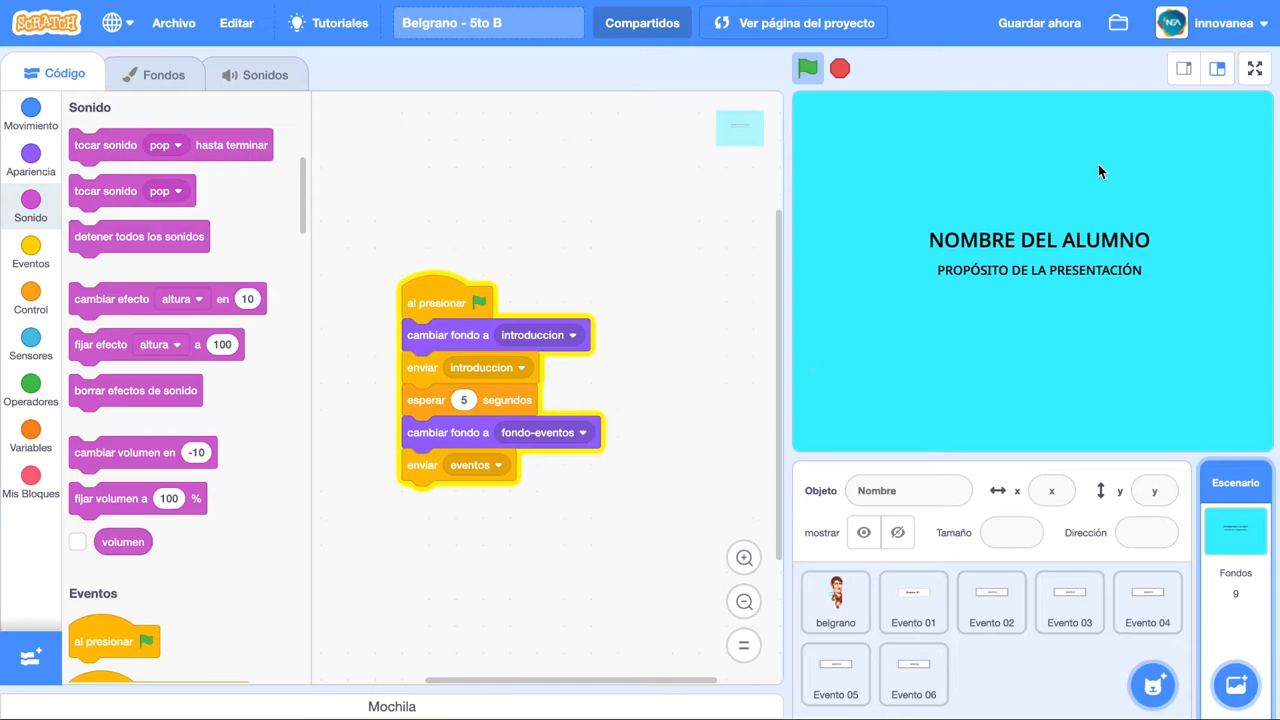 SCRATCH
Archivo
Editar
Tutoriales
Belgrano - 5to B
Compartidos
Ver página del proyecto
Guardar ahora
innovanea
Código
Fondos
Sonidos
Movimiento
Apariencia
Sonido
Eventos
Control
Sensores
Operadores
Variables
Mis Bloques
Sonido
tocar sonido pop hasta terminar
tocar sonido pop
detener todos los sonidos
cambiar efecto altura en 10
fijar efecto altura a 100
borrar efectos de sonido
cambiar volumen en -10
fijar volumen a 100 %
volumen
Eventos
al presionar
al presionar
cambiar fondo a introduccion
enviar introduccion
esperar 5 segundos
cambiar fondo a fondo-eventos
enviar eventos
Mochila
NOMBRE DEL ALUMNO
PROPÓSITO DE LA PRESENTACIÓN
Objeto Nombre x x y y
mostrar Tamaño Dirección
belgrano
Evento 01
Evento 02
Evento 03
Evento 04
Evento 05
Evento 06
Escenario
Fondos
9